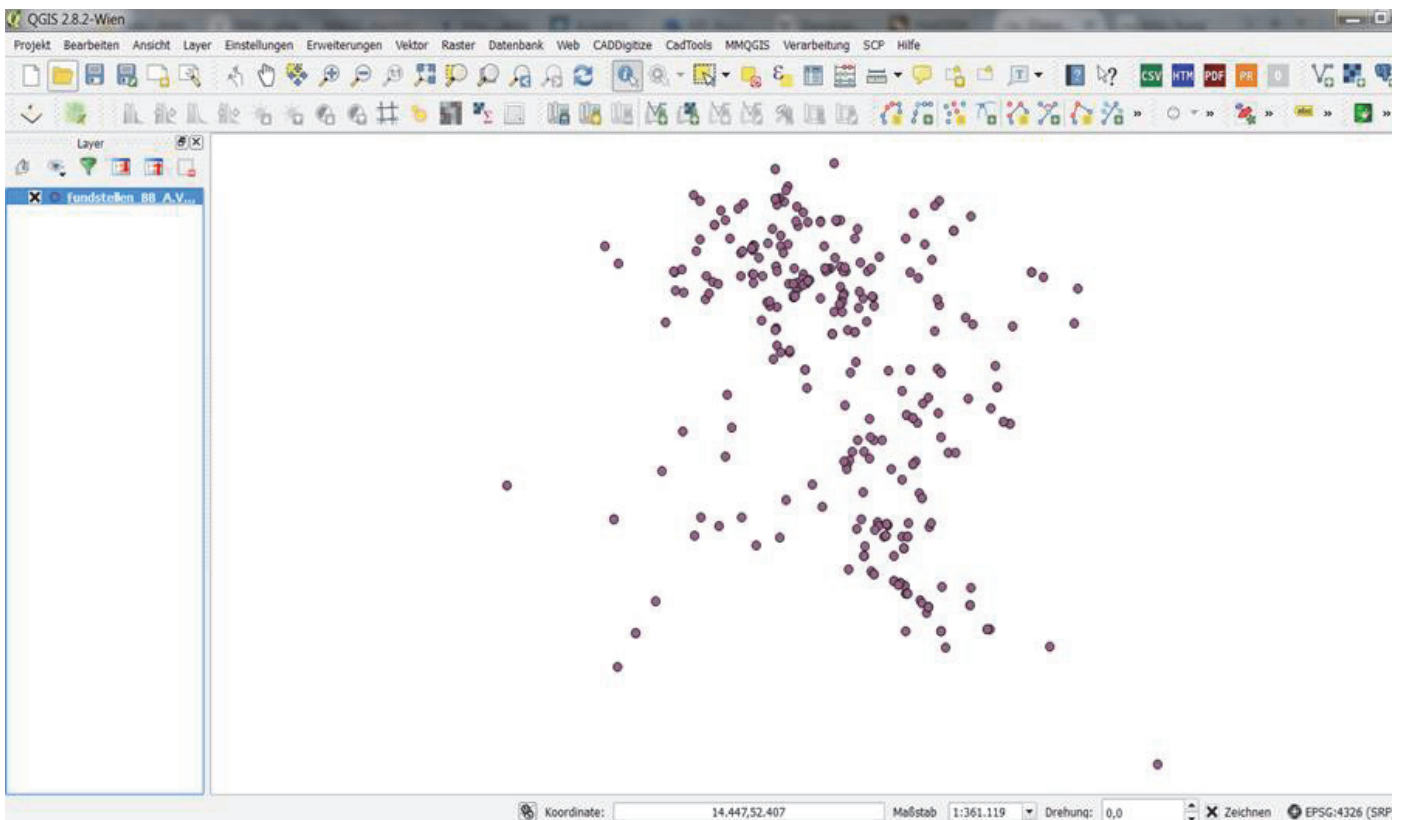 QGIS 2.8.2-Wien
Projekt Bearbeiten Ansicht Layer Einstellungen Erweiterungen Vektor Raster Datenbank Web CADDigitize CadTools MMQGIS Verarbeitung SCP Hilfe
CSV HTM PDF PR
Layer
Fundstellen_BB_A.V...
Koordinate: 14.447,52.407 Maßstab 1:361.119 Drehung: 0,0 Zeichnen EPSG:4326 (SRP